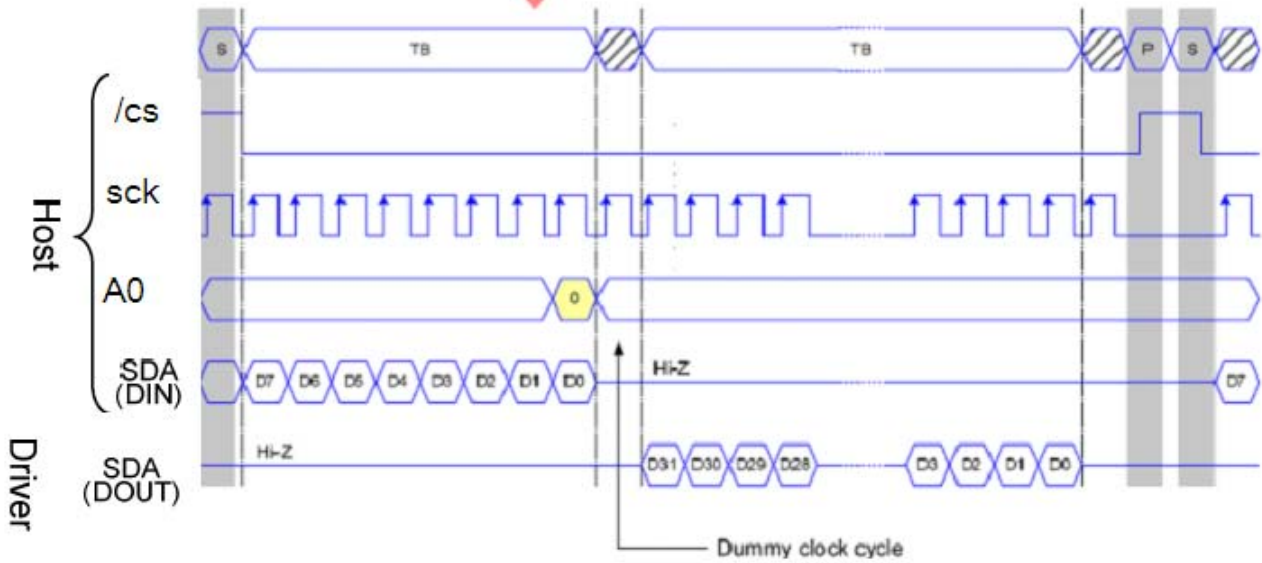 S TB TB P S
/cs
sck
Host
A0
0
SDA
(DIN)
D7 D6 D5 D4 D3 D2 D1 D0
Hi-Z
D7
Driver
SDA
(DOUT)
Hi-Z
D31 D30 D29 D28
D3 D2 D1 D0
Dummy clock cycle